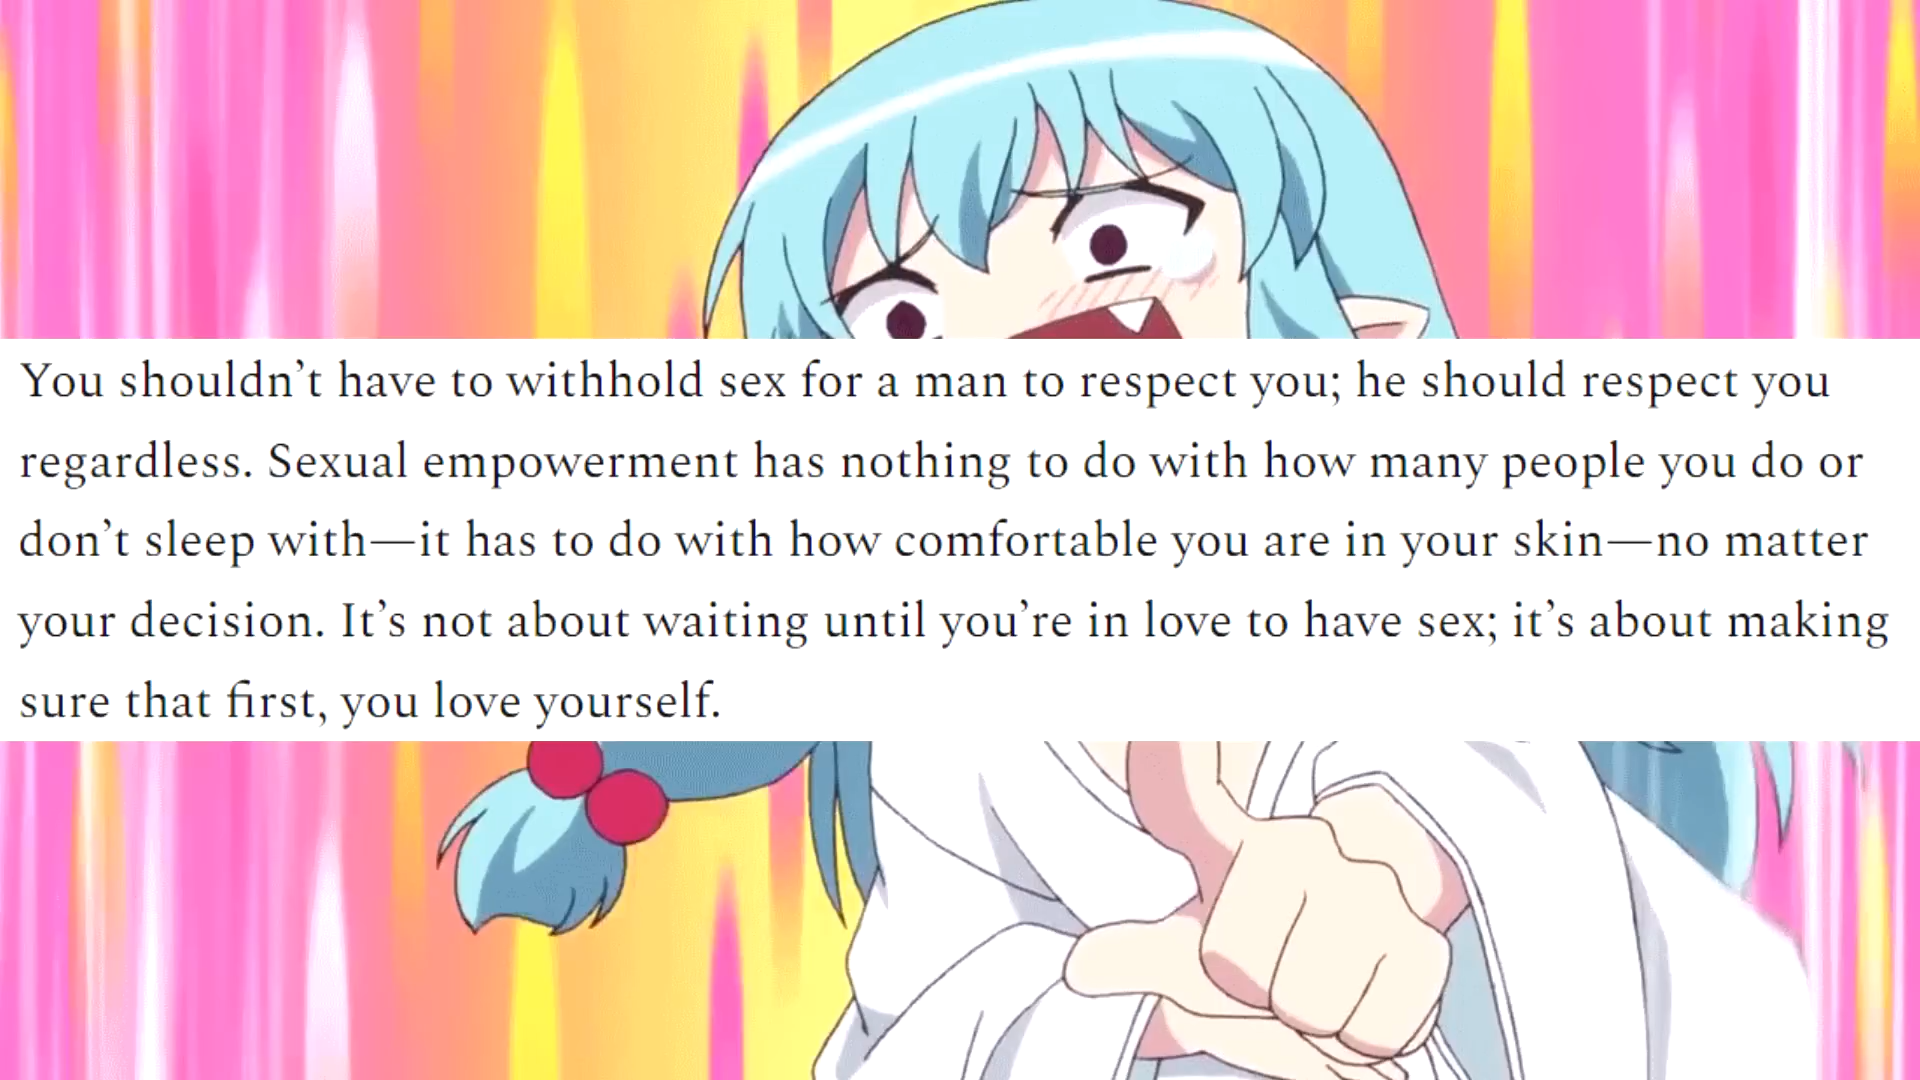 You shouldn’t have to withhold sex for a man to respect you; he should respect you
regardless. Sexual empowerment has nothing to do with how many people you do or
don’t sleep with—it has to do with how comfortable you are in your skin—no matter
your decision. It’s not about waiting until you’re in love to have sex; it’s about making
sure that first, you love yourself.